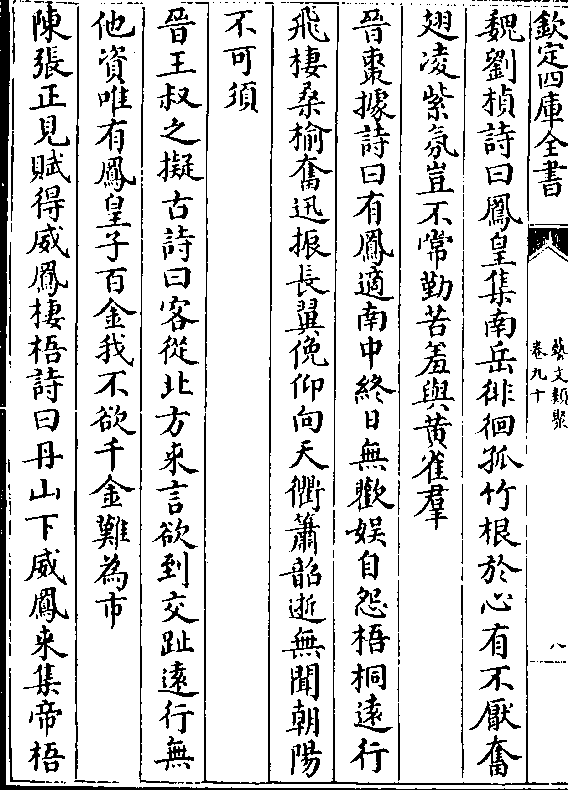 欽定四庫全書
藝文類聚
卷九十
八
魏劉楨詩曰鳳皇集南岳徘徊孤竹根於心有不厭奮
翅凌紫氛豈不常勤苦羞與黃雀羣
晉棗據詩曰有鳳適南中終日無歡娛自怨梧桐遠行
飛棲桑榆奮迅振長翼俛仰向天衢簫韶逝無聞朝陽
不可須
晉王叔之擬古詩曰客從北方來言欲到交趾遠行無
他資唯有鳳皇子百金我不欲千金難為市
陳張正見賦得威鳳棲梧詩曰丹山下威鳳来集帝梧